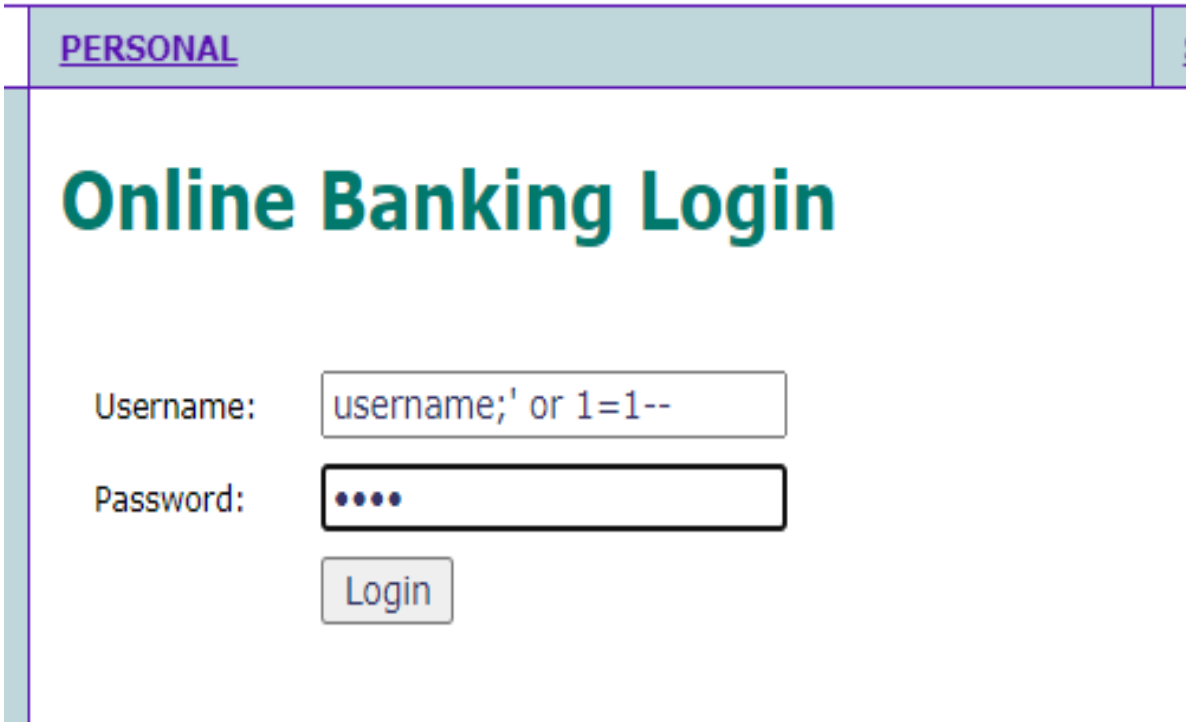 PERSONAL
Online Banking Login
Username: username;' or 1=1--
Password: ••••
Login